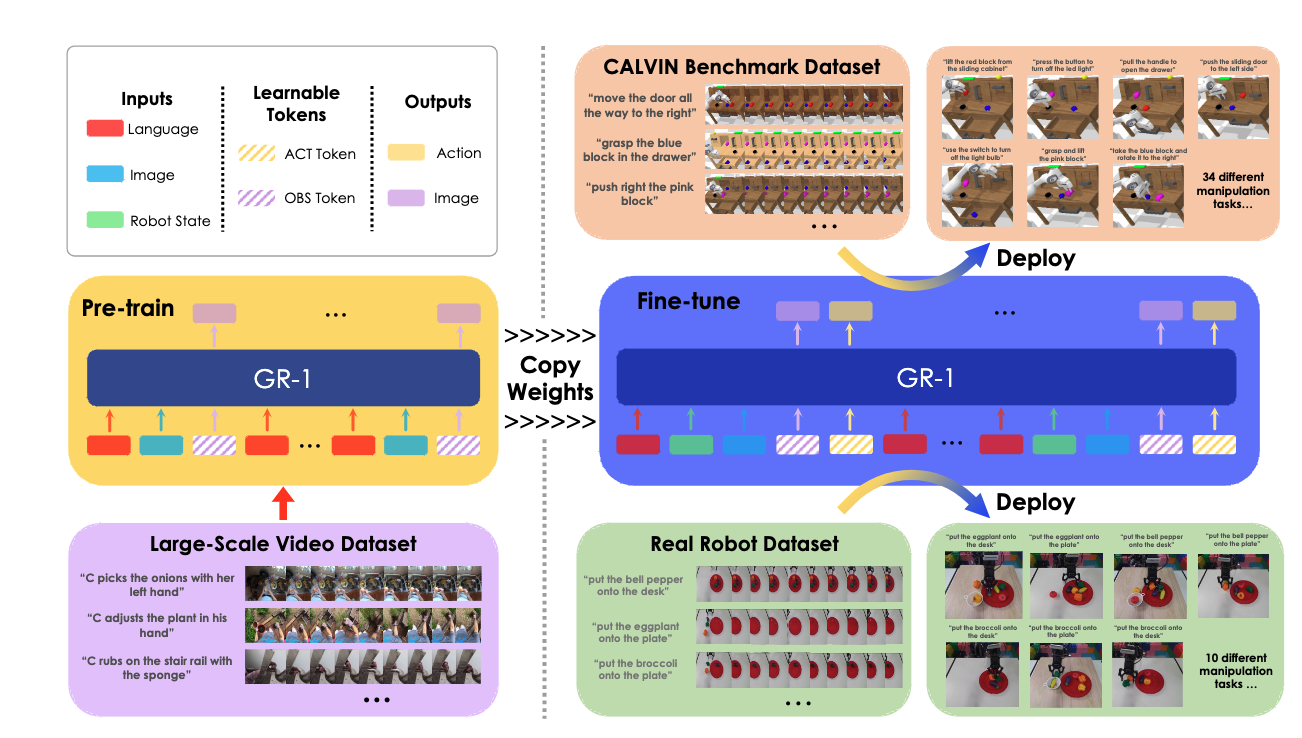 Inputs
Language
Image
Robot State
Learnable
Tokens
ACT Token
OBS Token
Outputs
Action
Image
CALVIN Benchmark Dataset
“move the door all
the way to the right”
“grasp the blue
block in the drawer”
“push right the pink
block”
...
“lift the red block from
the sliding cabinet”
“press the button to
turn off the led light”
“pull the handle to
open the drawer”
“push the sliding door
to the left side”
“use the switch to turn
off the light bulb”
“grasp and lift
the pink block”
“take the blue block and
rotate it to the right”
34 different
manipulation
tasks...
Deploy
Pre-train
...
GR-1
...
>>>>>>
Copy
Weights
>>>>>>
Fine-tune
...
GR-1
...
Deploy
Large-Scale Video Dataset
“C picks the onions with her
left hand”
“C adjusts the plant in his
hand”
“C rubs on the stair rail with
the sponge”
...
Real Robot Dataset
“put the bell pepper
onto the desk”
“put the eggplant
onto the plate”
“put the broccoli
onto the plate”
...
“put the eggplant onto
the desk”
“put the eggplant onto
the plate”
“put the bell pepper
onto the desk”
“put the bell pepper
onto the plate”
“put the broccoli onto
the desk”
“put the broccoli onto
the plate”
“put the broccoli onto
the desk”
10 different
manipulation
tasks ...